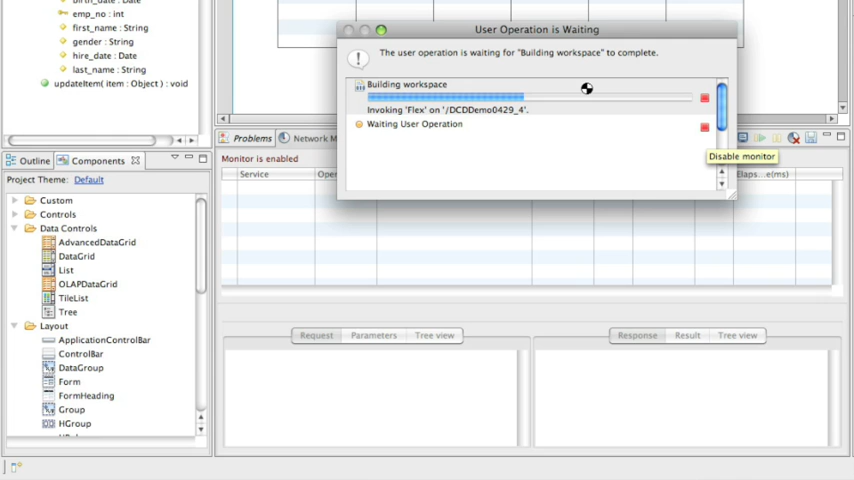 birth_date : Date
emp_no : int
first_name : String
gender : String
hire_date : Date
last_name : String
updateItem( item : Object ) : void
User Operation is Waiting
The user operation is waiting for "Building workspace" to complete.
Building workspace
Invoking 'Flex' on '/DCDDemo0429_4'.
Waiting User Operation
Disable monitor
Outline
Components
Project Theme: Default
Custom
Controls
Data Controls
AdvancedDataGrid
DataGrid
List
OLAPDataGrid
TileList
Tree
Layout
ApplicationControlBar
ControlBar
DataGroup
Form
FormHeading
Group
HGroup
Problems
Network M
Monitor is enabled
Service
Oper
Elaps...e(ms)
Request
Parameters
Tree view
Response
Result
Tree view